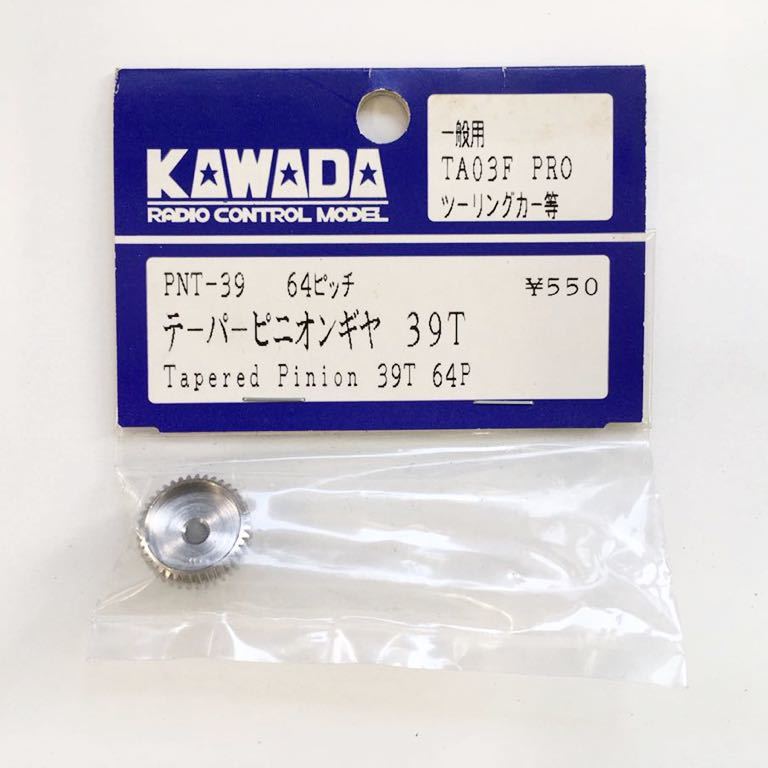 KAWADA
RADIO CONTROL MODEL
一般用
TA03F PRO
ツーリングカー等
PNT-39 64ピッチ ¥550
テーパーピニオンギヤ 39T
Tapered Pinion 39T 64P